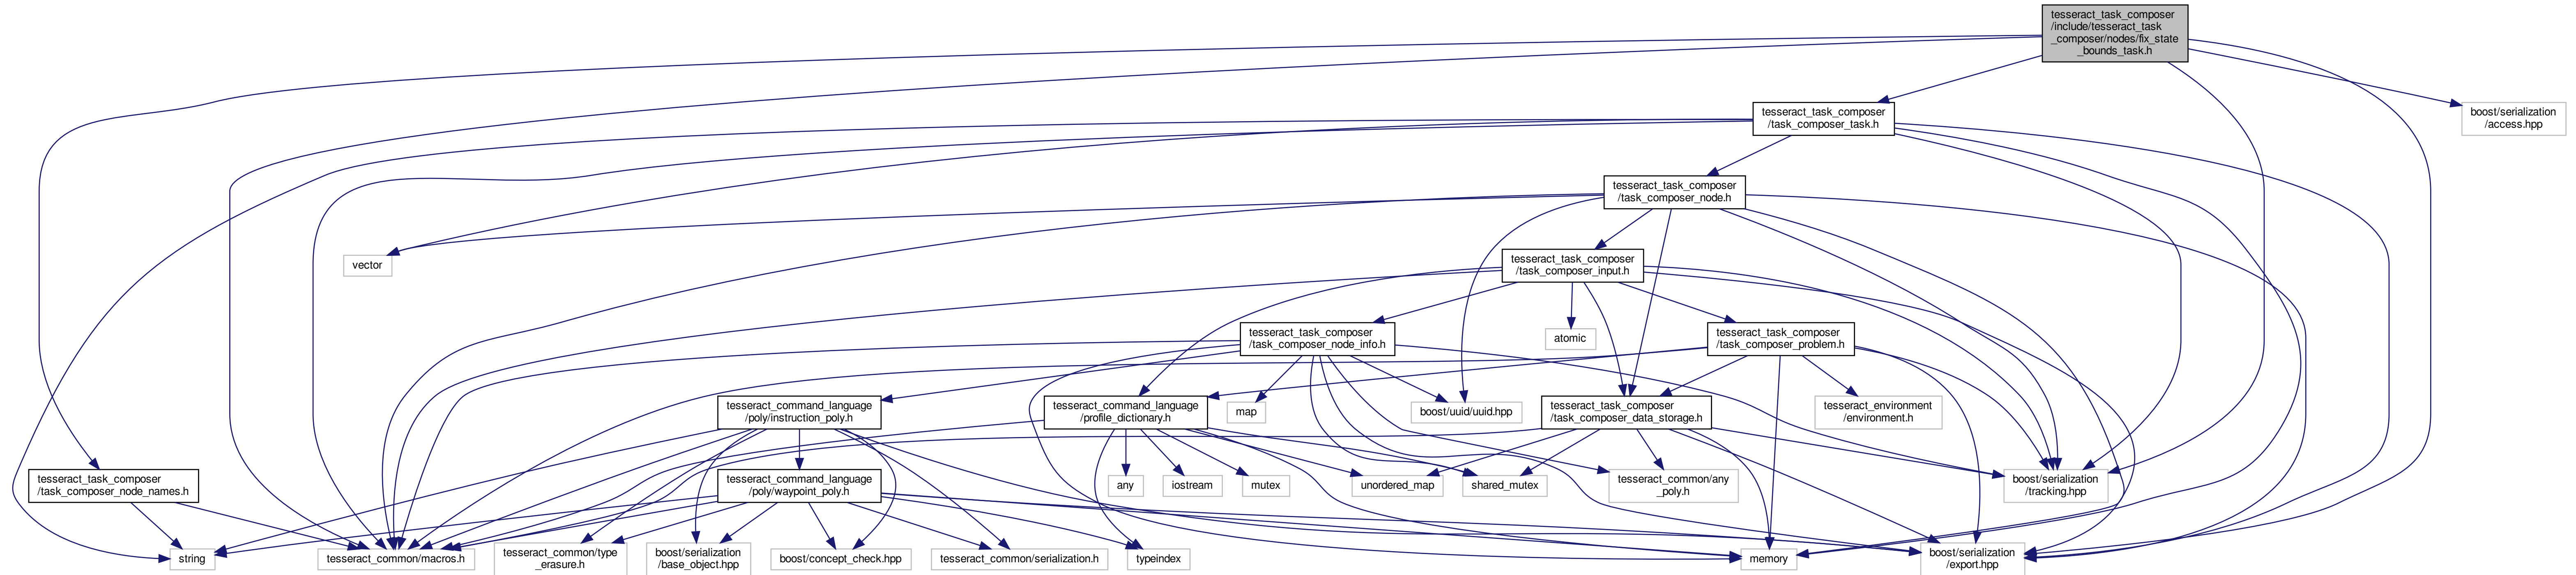 tesseract_task_composer
/include/tesseract_task
_composer/nodes/fix_state
_bounds_task.h
tesseract_task_composer
/task_composer_task.h
boost/serialization
/access.hpp
tesseract_task_composer
/task_composer_node.h
vector
tesseract_task_composer
/task_composer_input.h
tesseract_task_composer
/task_composer_node_info.h
atomic
tesseract_task_composer
/task_composer_problem.h
tesseract_command_language
/poly/instruction_poly.h
tesseract_command_language
/profile_dictionary.h
map
boost/uuid/uuid.hpp
tesseract_task_composer
/task_composer_data_storage.h
tesseract_environment
/environment.h
tesseract_task_composer
/task_composer_node_names.h
tesseract_command_language
/poly/waypoint_poly.h
any
iostream
mutex
unordered_map
shared_mutex
tesseract_common/any
_poly.h
boost/serialization
/tracking.hpp
string
tesseract_common/macros.h
tesseract_common/type
_erasure.h
boost/serialization
/base_object.hpp
boost/concept_check.hpp
tesseract_common/serialization.h
typeindex
memory
boost/serialization
/export.hpp